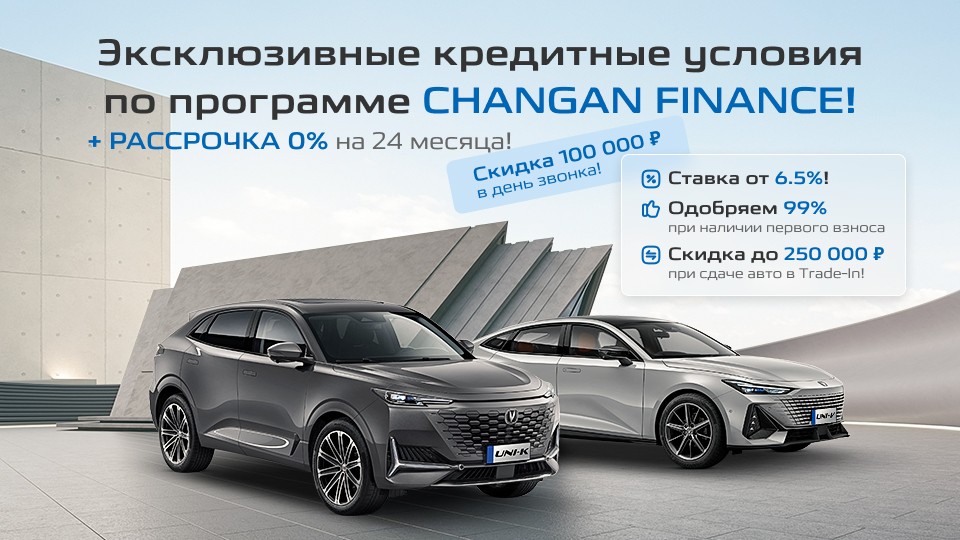 Эксклюзивные кредитные условия
по программе CHANGAN FINANCE!
+ РАССРОЧКА 0% на 24 месяца!
Скидка 100 000 ₽
в день звонка!
Ставка от 6.5%!
Одобряем 99%
при наличии первого взноса
Скидка до 250 000 ₽
при сдаче авто в Trade-In!
UNI-K
UNI-V